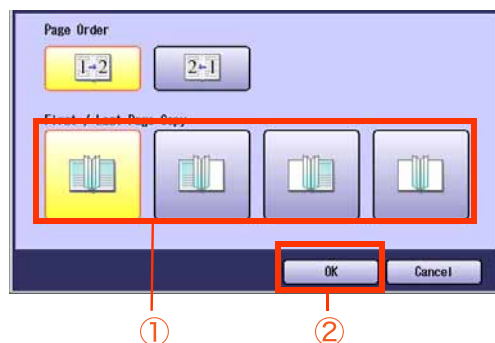 Page Order
1→2
2←1
First / Last Page Copy
OK
Cancel
① ②